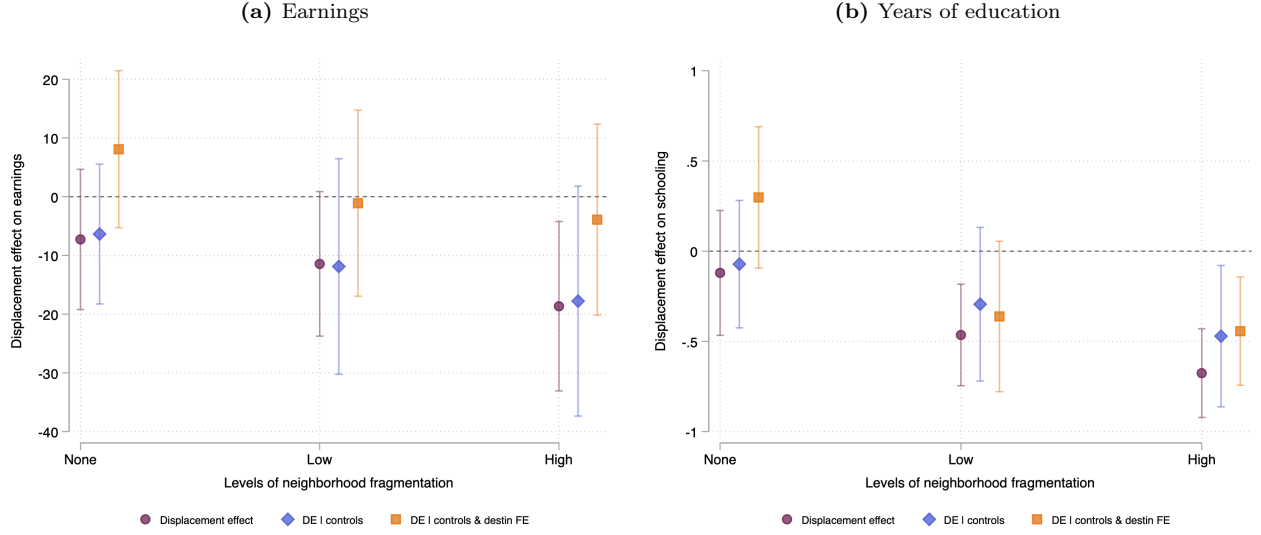 (a) Earnings
20
10
0
-10
-20
-30
-40
Displacement effect on earnings
None Low High
Levels of neighborhood fragmentation
Displacement effect DE | controls DE | controls & destin FE
(b) Years of education
1
.5
0
-.5
-1
Displacement effect on schooling
None Low High
Levels of neighborhood fragmentation
Displacement effect DE | controls DE | controls & destin FE